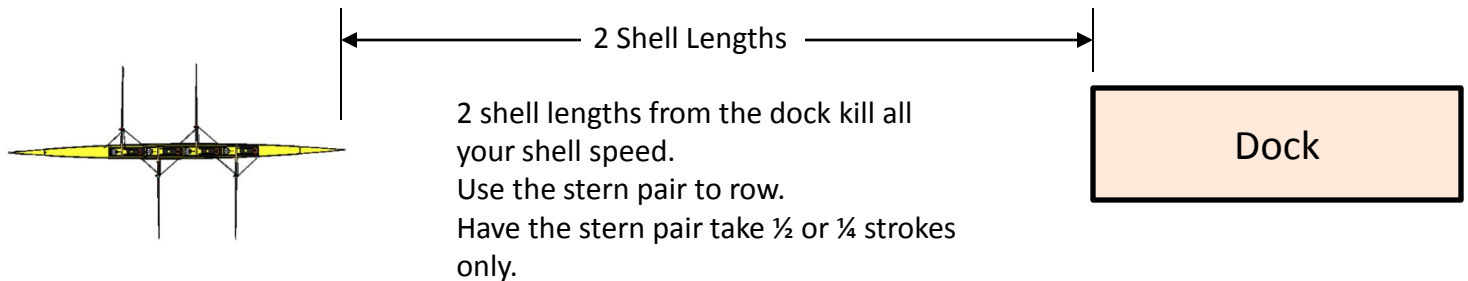 2 Shell Lengths
2 shell lengths from the dock kill all
your shell speed.
Use the stern pair to row.
Have the stern pair take ½ or ¼ strokes
only.
Dock